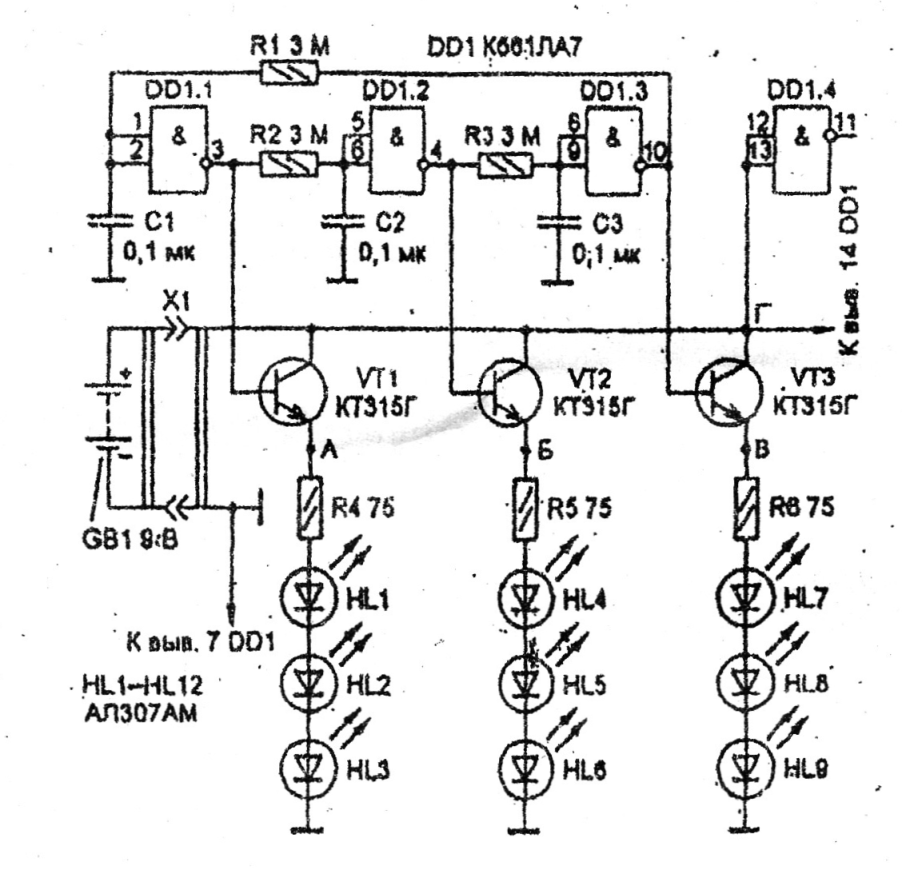 R1 3 М
DD1 К561ЛА7
DD1.1
DD1.2
DD1.3
DD1.4
1
2
&
3
R2 3 М
5
6
&
4
R3 3 М
8
9
&
10
12
13
&
11
C1
0,1 мк
C2
0,1 мк
C3
0,1 мк
К выв. 14 DD1
X1
Г
+
−
GB1 9 В
VT1
КТ315Г
VT2
КТ315Г
VT3
КТ315Г
А
Б
В
R4 75
R5 75
R6 75
HL1
HL4
HL7
К выв. 7 DD1
HL1–HL12
АЛ307АМ
HL2
HL5
HL8
HL3
HL6
HL9